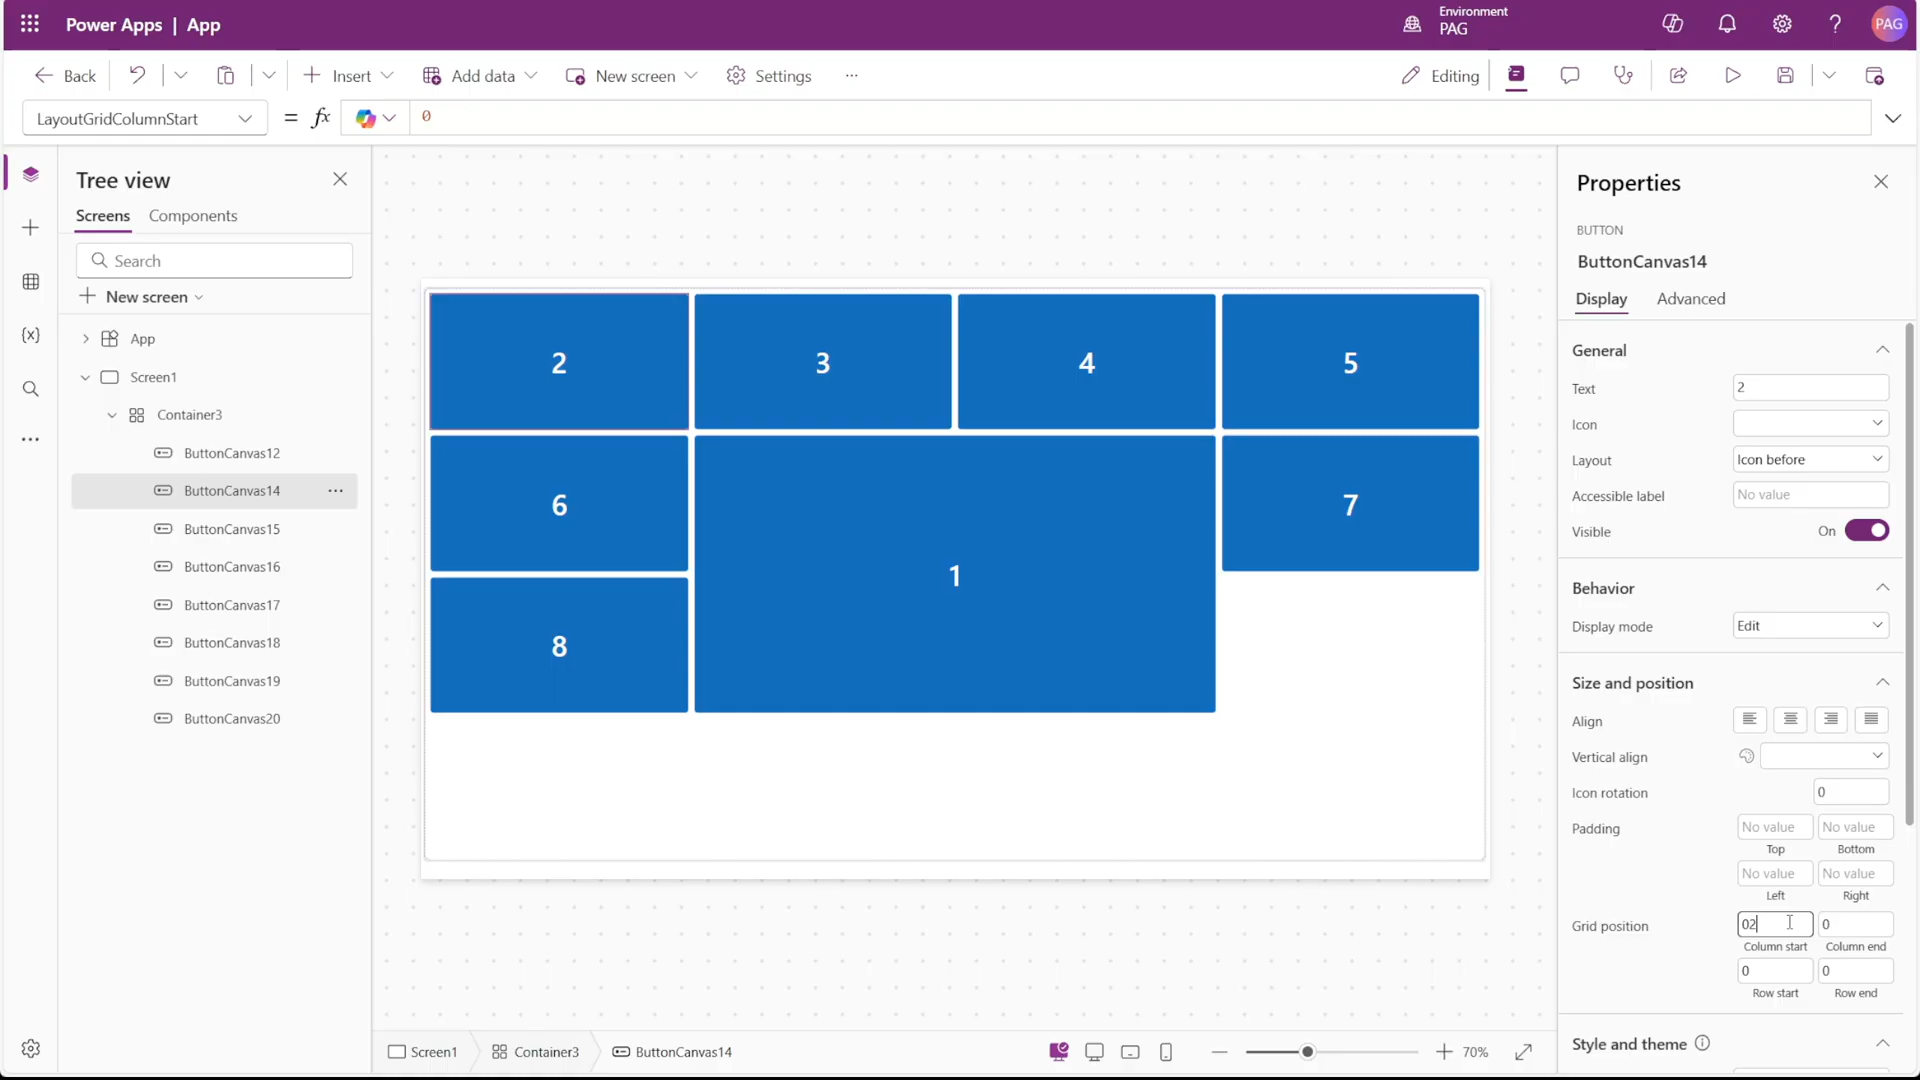 Power Apps | App
Environment
PAG
PAG
Back
Insert
Add data
New screen
Settings
...
Editing
LayoutGridColumnStart
= fx
0
Tree view
Screens
Components
Search
New screen
App
Screen1
Container3
ButtonCanvas12
ButtonCanvas14
ButtonCanvas15
ButtonCanvas16
ButtonCanvas17
ButtonCanvas18
ButtonCanvas19
ButtonCanvas20
2
3
4
5
6
1
7
8
Screen1
Container3
ButtonCanvas14
70%
Properties
BUTTON
ButtonCanvas14
Display
Advanced
General
Text
2
Icon
Layout
Icon before
Accessible label
No value
Visible
On
Behavior
Display mode
Edit
Size and position
Align
Vertical align
Icon rotation
0
Padding
No value
No value
Top
Bottom
No value
No value
Left
Right
Grid position
02
0
Column start
Column end
0
0
Row start
Row end
Style and theme